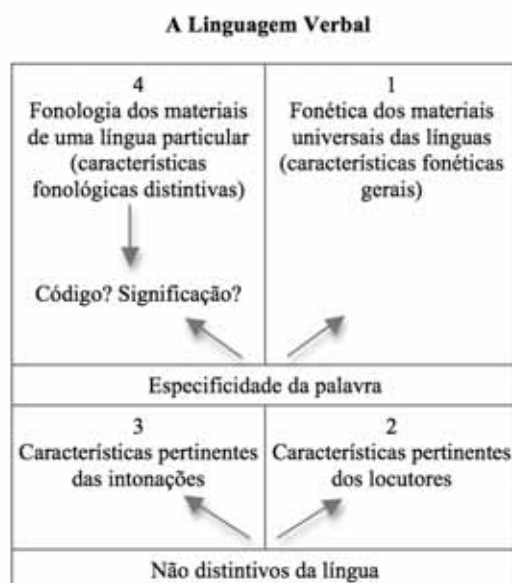 A Linguagem Verbal
4
Fonologia dos materiais
de uma língua particular
(características
fonológicas distintivas)
Código? Significação?
1
Fonética dos materiais
universais das línguas
(características fonéticas
gerais)
Especificidade da palavra
3
Características pertinentes
das intonações
2
Características pertinentes
dos locutores
Não distintivos da língua